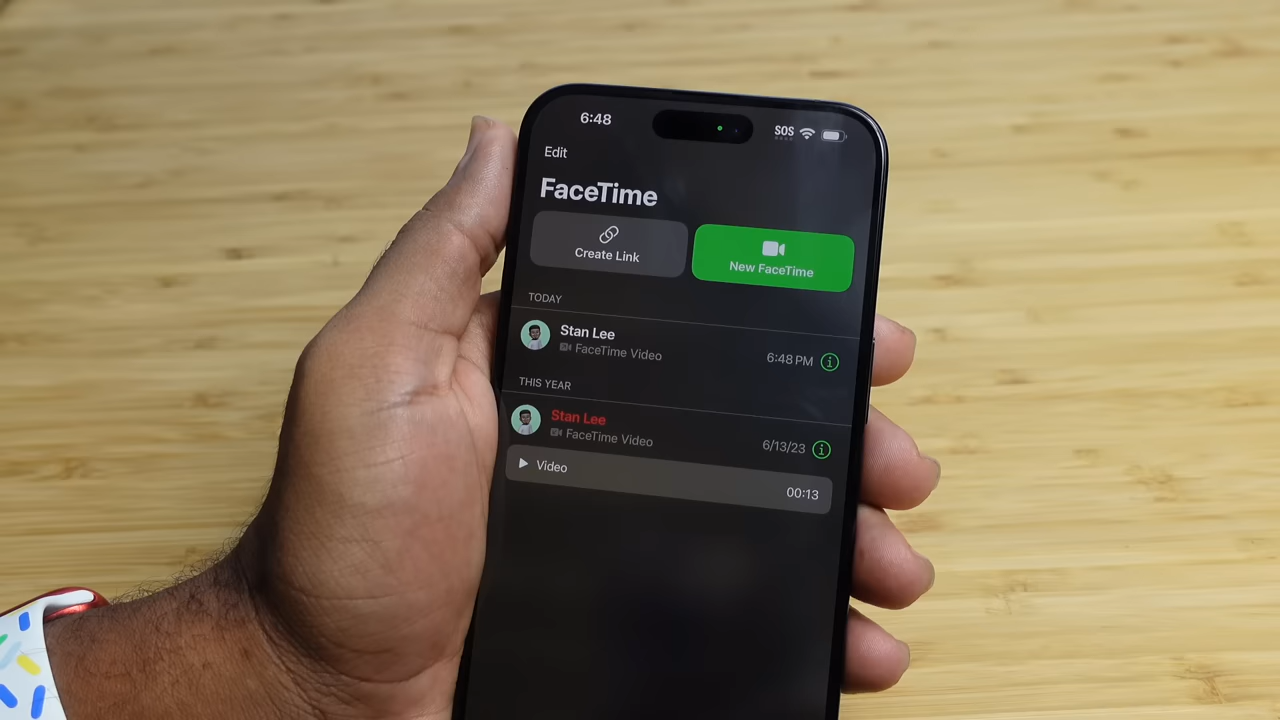 6:48
SOS
Edit
FaceTime
Create Link
New FaceTime
TODAY
Stan Lee
FaceTime Video
6:48 PM
THIS YEAR
Stan Lee
FaceTime Video
6/13/23
Video
00:13